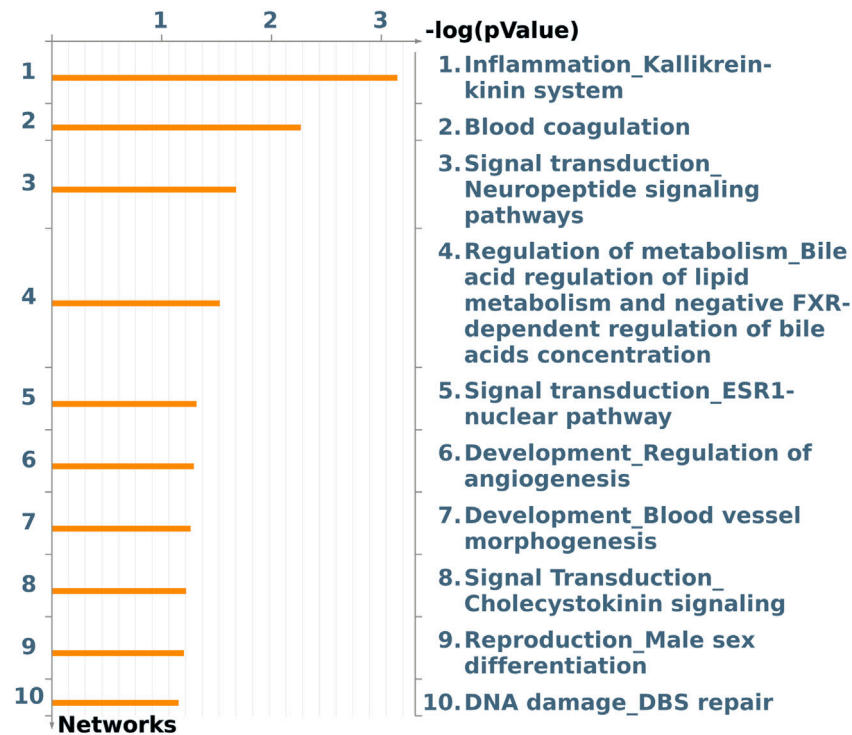 1 2 3
-log(pValue)
1 1. Inflammation_Kallikrein-
kinin system
2 2. Blood coagulation
3 3. Signal transduction_
Neuropeptide signaling
pathways
4 4. Regulation of metabolism_Bile
acid regulation of lipid
metabolism and negative FXR-
dependent regulation of bile
acids concentration
5 5. Signal transduction_ESR1-
nuclear pathway
6 6. Development_Regulation of
angiogenesis
7 7. Development_Blood vessel
morphogenesis
8 8. Signal Transduction_
Cholecystokinin signaling
9 9. Reproduction_Male sex
differentiation
10 10. DNA damage_DBS repair
Networks